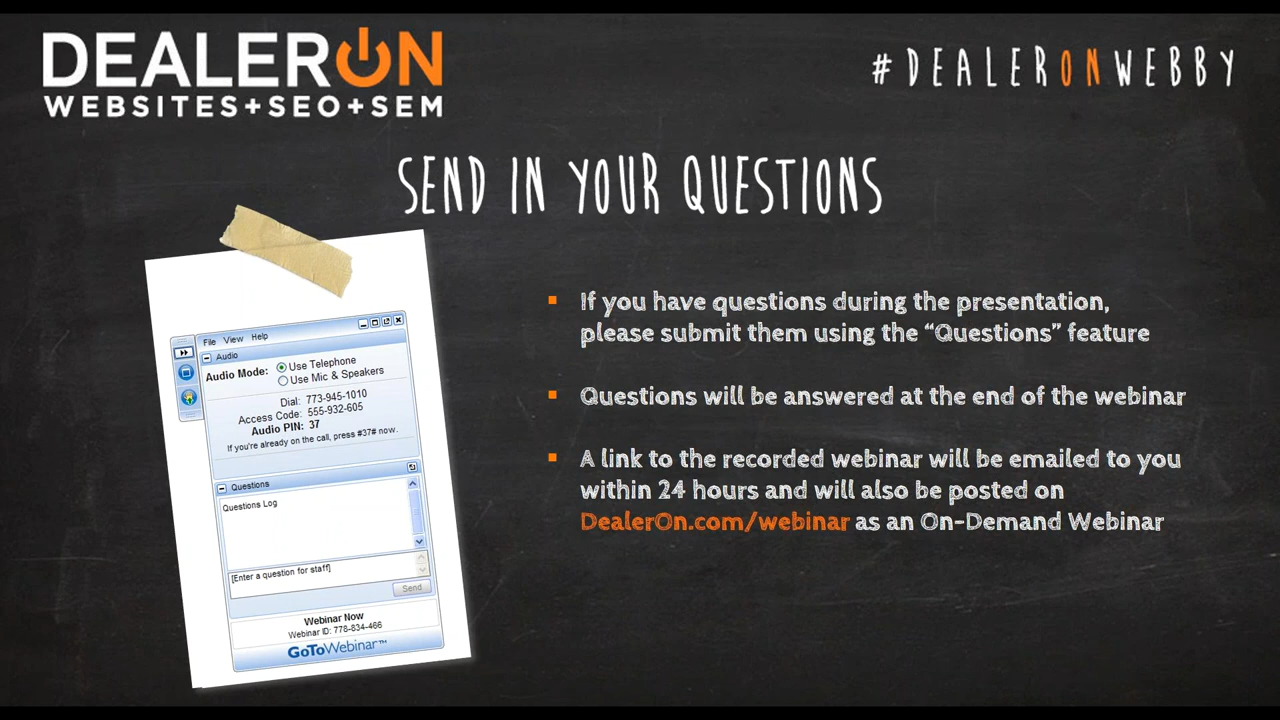 DEALERON
WEBSITES+SEO+SEM
#DEALERONWEBBY
SEND IN YOUR QUESTIONS
File View Help
Audio
Audio Mode: Use Telephone
Use Mic & Speakers
Dial: 773-945-1010
Access Code: 555-932-605
Audio PIN: 37
If you're already on the call, press #37# now.
Questions
Questions Log
[Enter a question for staff]
Send
Webinar Now
Webinar ID: 778-834-466
GoToWebinar™
If you have questions during the presentation,
please submit them using the “Questions” feature
Questions will be answered at the end of the webinar
A link to the recorded webinar will be emailed to you
within 24 hours and will also be posted on
DealerOn.com/webinar as an On-Demand Webinar